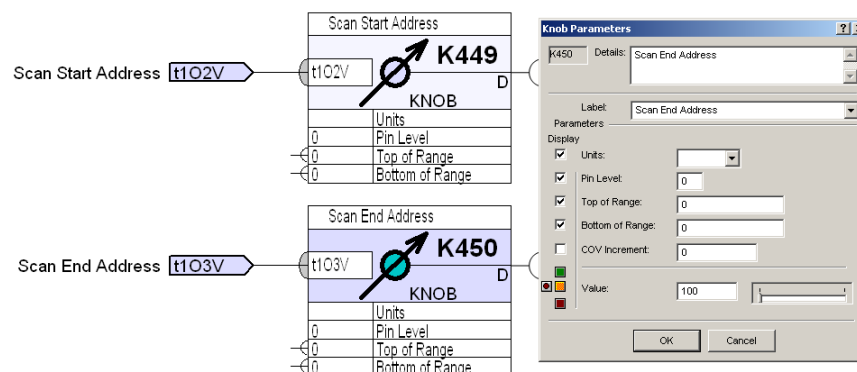 Scan Start Address
Scan Start Address t1O2V
t1O2V
K449
D
KNOB
Units
0 Pin Level
0 Top of Range
0 Bottom of Range
Scan End Address
Scan End Address t1O3V
t1O3V
K450
D
KNOB
Units
0 Pin Level
0 Top of Range
0 Bottom of Range
Knob Parameters
K450 Details: Scan End Address
Label: Scan End Address
Parameters
Display
Units:
Pin Level: 0
Top of Range: 0
Bottom of Range: 0
COV Increment: 0
Value: 100
OK Cancel